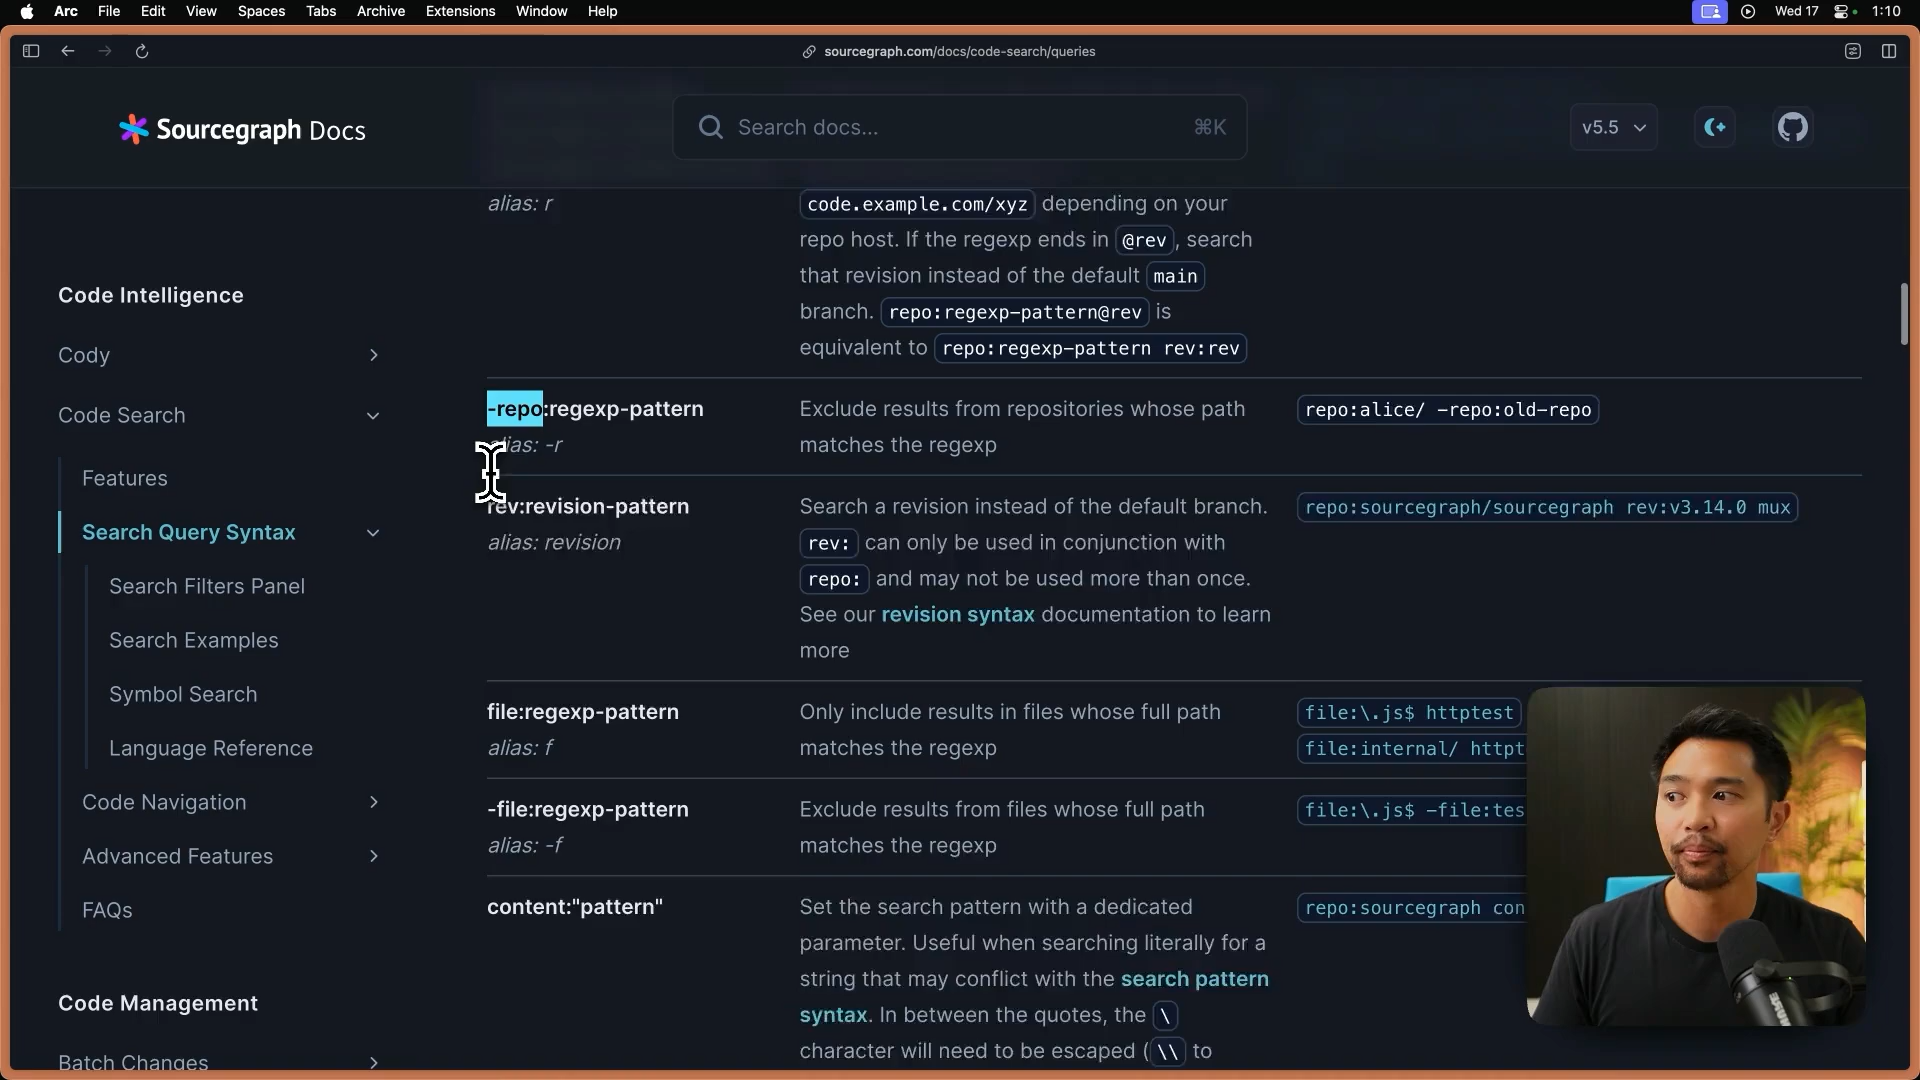 Arc File Edit View Spaces Tabs Archive Extensions Window Help Wed 17 1:10
sourcegraph.com/docs/code-search/queries
Sourcegraph Docs
Search docs... ⌘K
v5.5
Code Intelligence
Cody
Code Search
Features
Search Query Syntax
Search Filters Panel
Search Examples
Symbol Search
Language Reference
Code Navigation
Advanced Features
FAQs
Code Management
Batch Changes
alias: r
code.example.com/xyz depending on your
repo host. If the regexp ends in @rev, search
that revision instead of the default main
branch. repo:regexp-pattern@rev is
equivalent to repo:regexp-pattern rev:rev
-repo:regexp-pattern
alias: -r
Exclude results from repositories whose path
matches the regexp
repo:alice/ -repo:old-repo
rev:revision-pattern
alias: revision
Search a revision instead of the default branch.
rev: can only be used in conjunction with
repo: and may not be used more than once.
See our revision syntax documentation to learn
more
repo:sourcegraph/sourcegraph rev:v3.14.0 mux
file:regexp-pattern
alias: f
Only include results in files whose full path
matches the regexp
file:\.js$ httptest
file:internal/ httpt
-file:regexp-pattern
alias: -f
Exclude results from files whose full path
matches the regexp
file:\.js$ -file:tes
content:"pattern"
Set the search pattern with a dedicated
parameter. Useful when searching literally for a
string that may conflict with the search pattern
syntax. In between the quotes, the \
character will need to be escaped (\\ to
repo:sourcegraph con